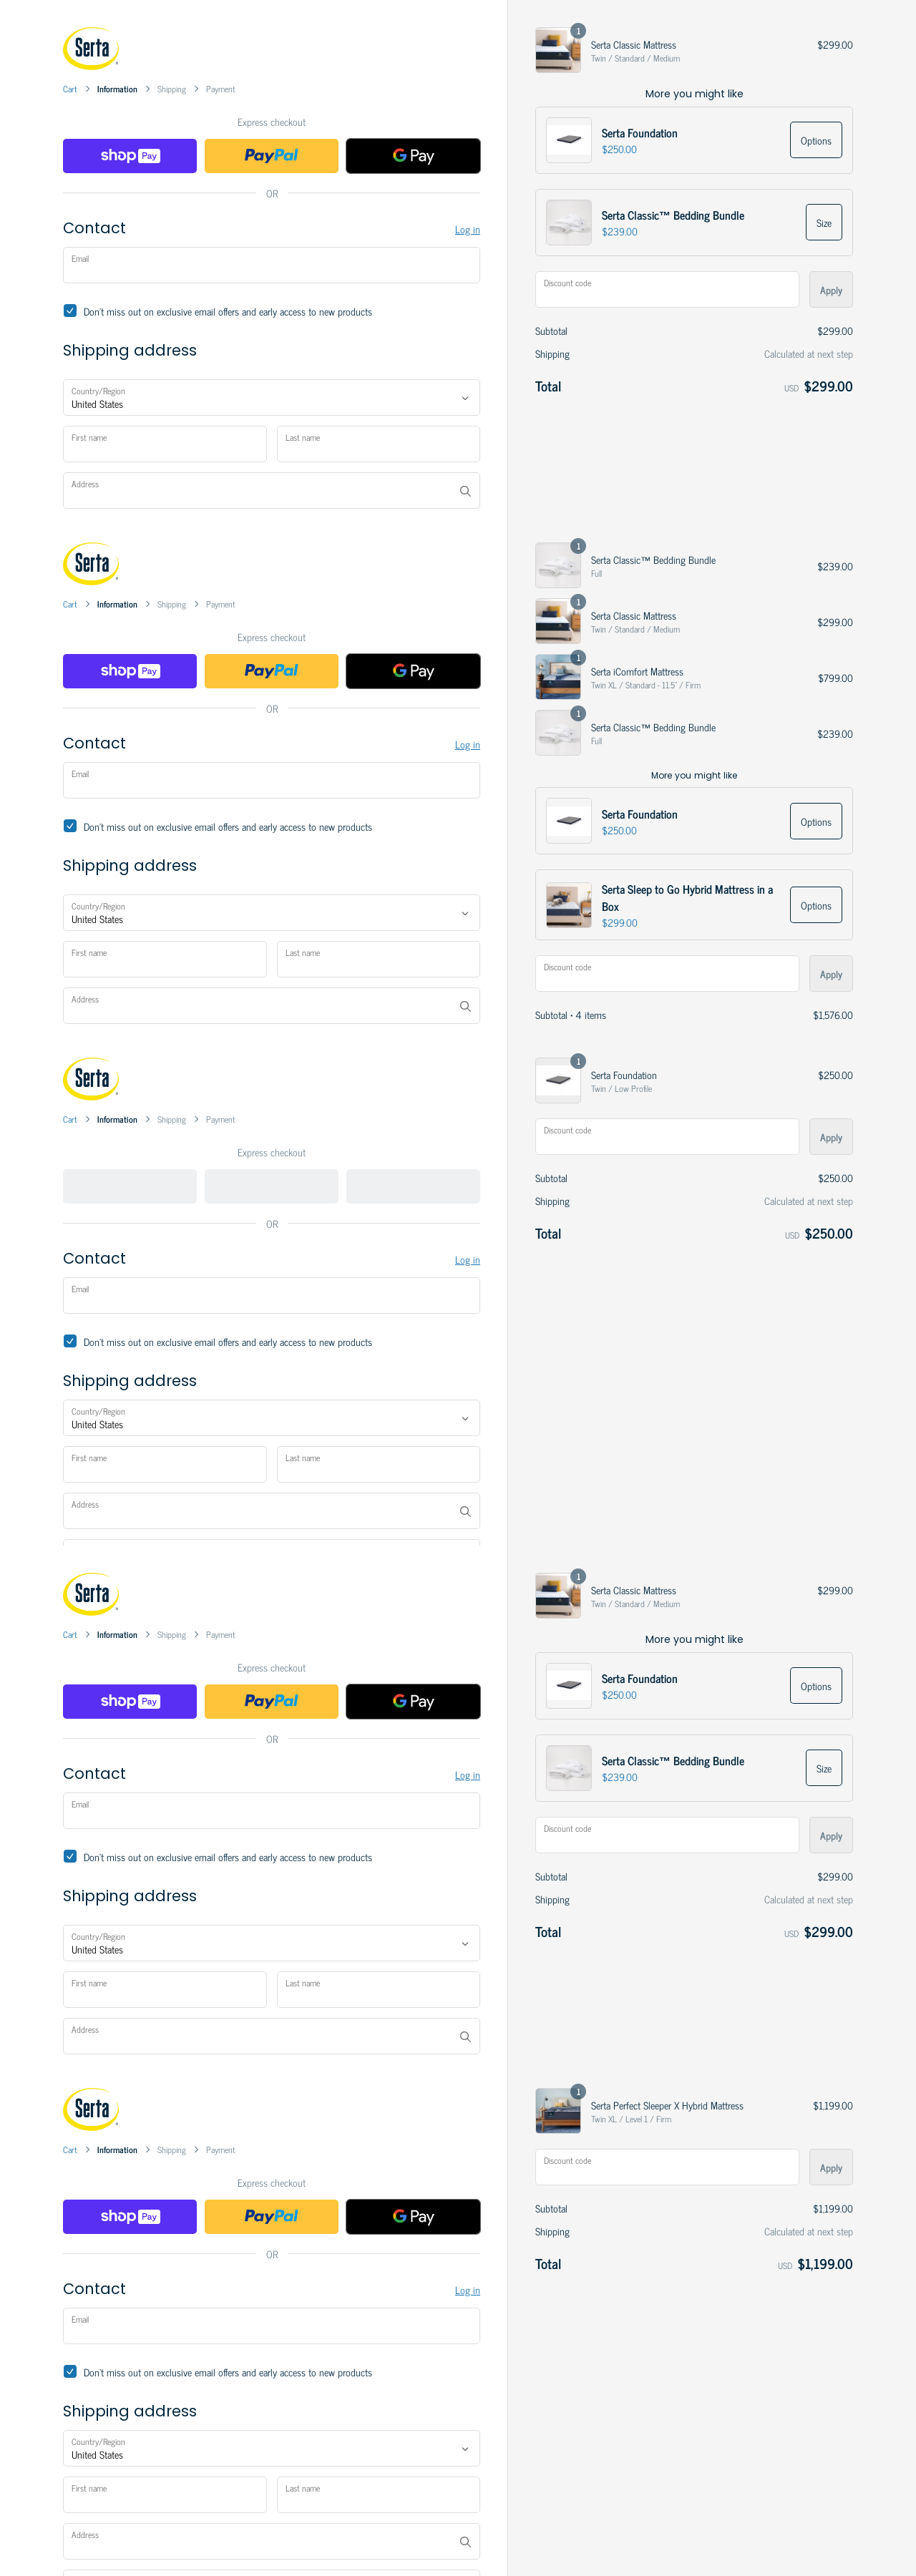 Serta
Cart > Information > Shipping > Payment
Express checkout
shop Pay
PayPal
G Pay
OR
Contact
Log in
Email
Don't miss out on exclusive email offers and early access to new products
Shipping address
Country/Region
United States
First name
Last name
Address
1
Serta Classic Mattress
$299.00
Twin / Standard / Medium
More you might like
Serta Foundation
$250.00
Options
Serta Classic™ Bedding Bundle
$239.00
Size
Discount code
Apply
Subtotal
$299.00
Shipping
Calculated at next step
Total
USD $299.00
Serta
Cart > Information > Shipping > Payment
Express checkout
shop Pay
PayPal
G Pay
OR
Contact
Log in
Email
Don't miss out on exclusive email offers and early access to new products
Shipping address
Country/Region
United States
First name
Last name
Address
1
Serta Classic™ Bedding Bundle
$239.00
Full
1
Serta Classic Mattress
$299.00
Twin / Standard / Medium
1
Serta iComfort Mattress
$799.00
Twin XL / Standard - 11.5" / Firm
1
Serta Classic™ Bedding Bundle
$239.00
Full
More you might like
Serta Foundation
$250.00
Options
Serta Sleep to Go Hybrid Mattress in a
Box
$299.00
Options
Discount code
Apply
Subtotal · 4 items
$1,576.00
Serta
Cart > Information > Shipping > Payment
Express checkout
OR
Contact
Log in
Email
Don't miss out on exclusive email offers and early access to new products
Shipping address
Country/Region
United States
First name
Last name
Address
1
Serta Foundation
$250.00
Twin / Low Profile
Discount code
Apply
Subtotal
$250.00
Shipping
Calculated at next step
Total
USD $250.00
Serta
Cart > Information > Shipping > Payment
Express checkout
shop Pay
PayPal
G Pay
OR
Contact
Log in
Email
Don't miss out on exclusive email offers and early access to new products
Shipping address
Country/Region
United States
First name
Last name
Address
1
Serta Classic Mattress
$299.00
Twin / Standard / Medium
More you might like
Serta Foundation
$250.00
Options
Serta Classic™ Bedding Bundle
$239.00
Size
Discount code
Apply
Subtotal
$299.00
Shipping
Calculated at next step
Total
USD $299.00
Serta
Cart > Information > Shipping > Payment
Express checkout
shop Pay
PayPal
G Pay
OR
Contact
Log in
Email
Don't miss out on exclusive email offers and early access to new products
Shipping address
Country/Region
United States
First name
Last name
Address
1
Serta Perfect Sleeper X Hybrid Mattress
$1,199.00
Twin XL / Level 1 / Firm
Discount code
Apply
Subtotal
$1,199.00
Shipping
Calculated at next step
Total
USD $1,199.00